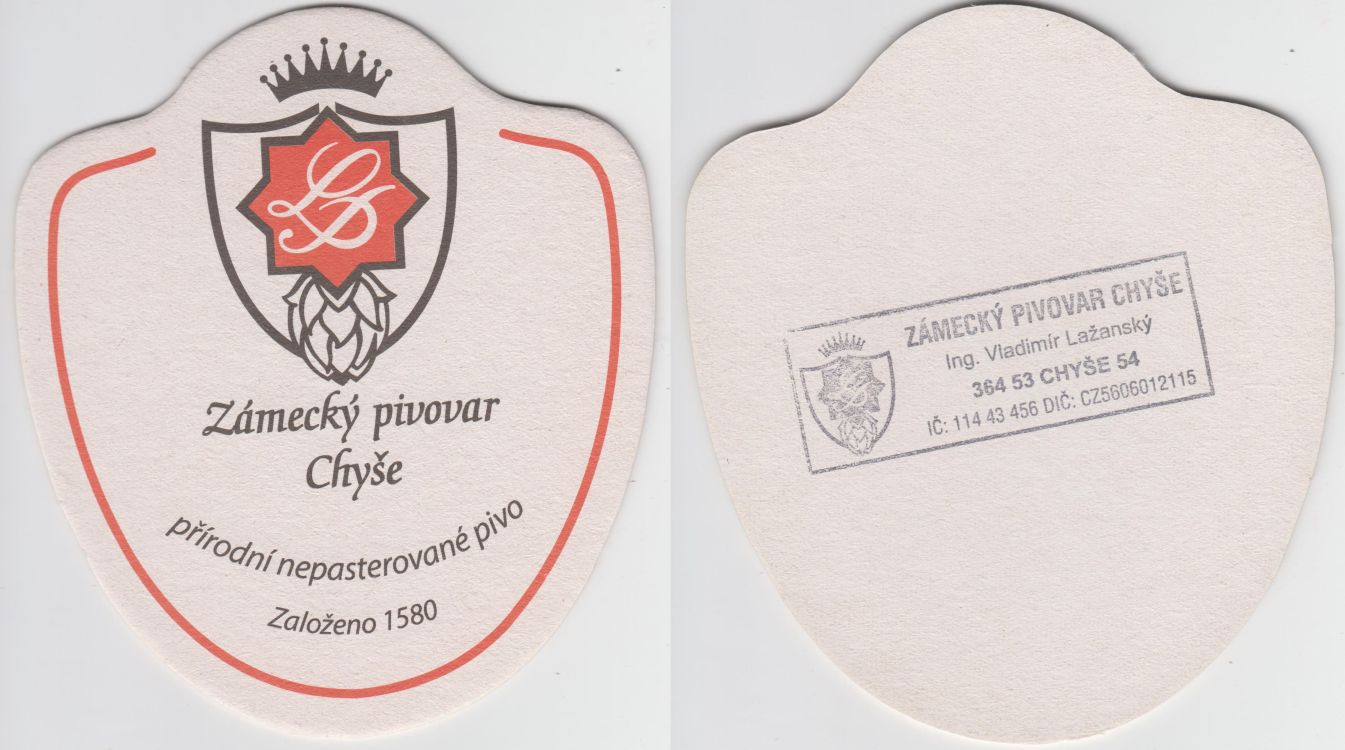 Zámecký pivovar
Chyše
přírodní nepasterované pivo
Založeno 1580
ZÁMECKÝ PIVOVAR CHYŠE
Ing. Vladimír Lažanský
364 53 CHYŠE 54
IČ: 114 43 456 DIČ: CZ5606012115